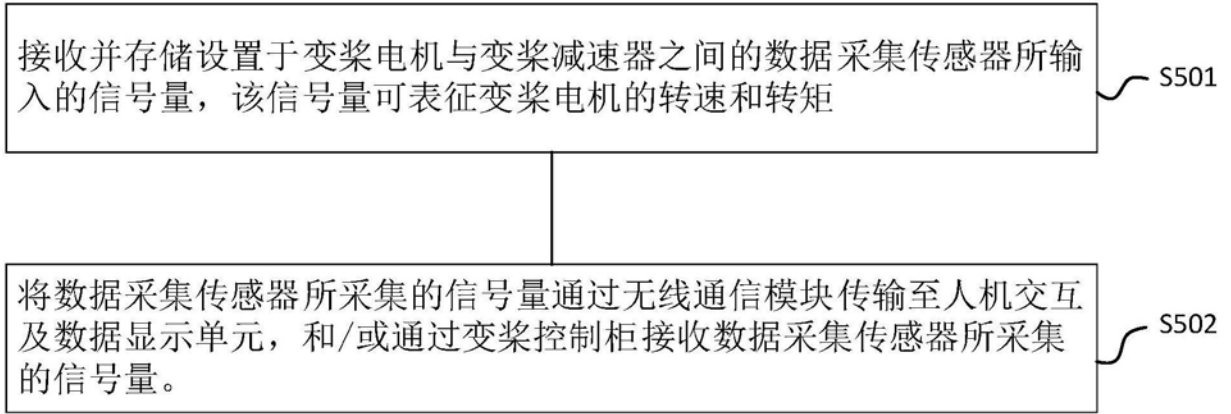 接收并存储设置于变桨电机与变桨减速器之间的数据采集传感器所输
入的信号量，该信号量可表征变桨电机的转速和转矩
S501
将数据采集传感器所采集的信号量通过无线通信模块传输至人机交互
及数据显示单元，和/或通过变桨控制柜接收数据采集传感器所采集
的信号量。
S502